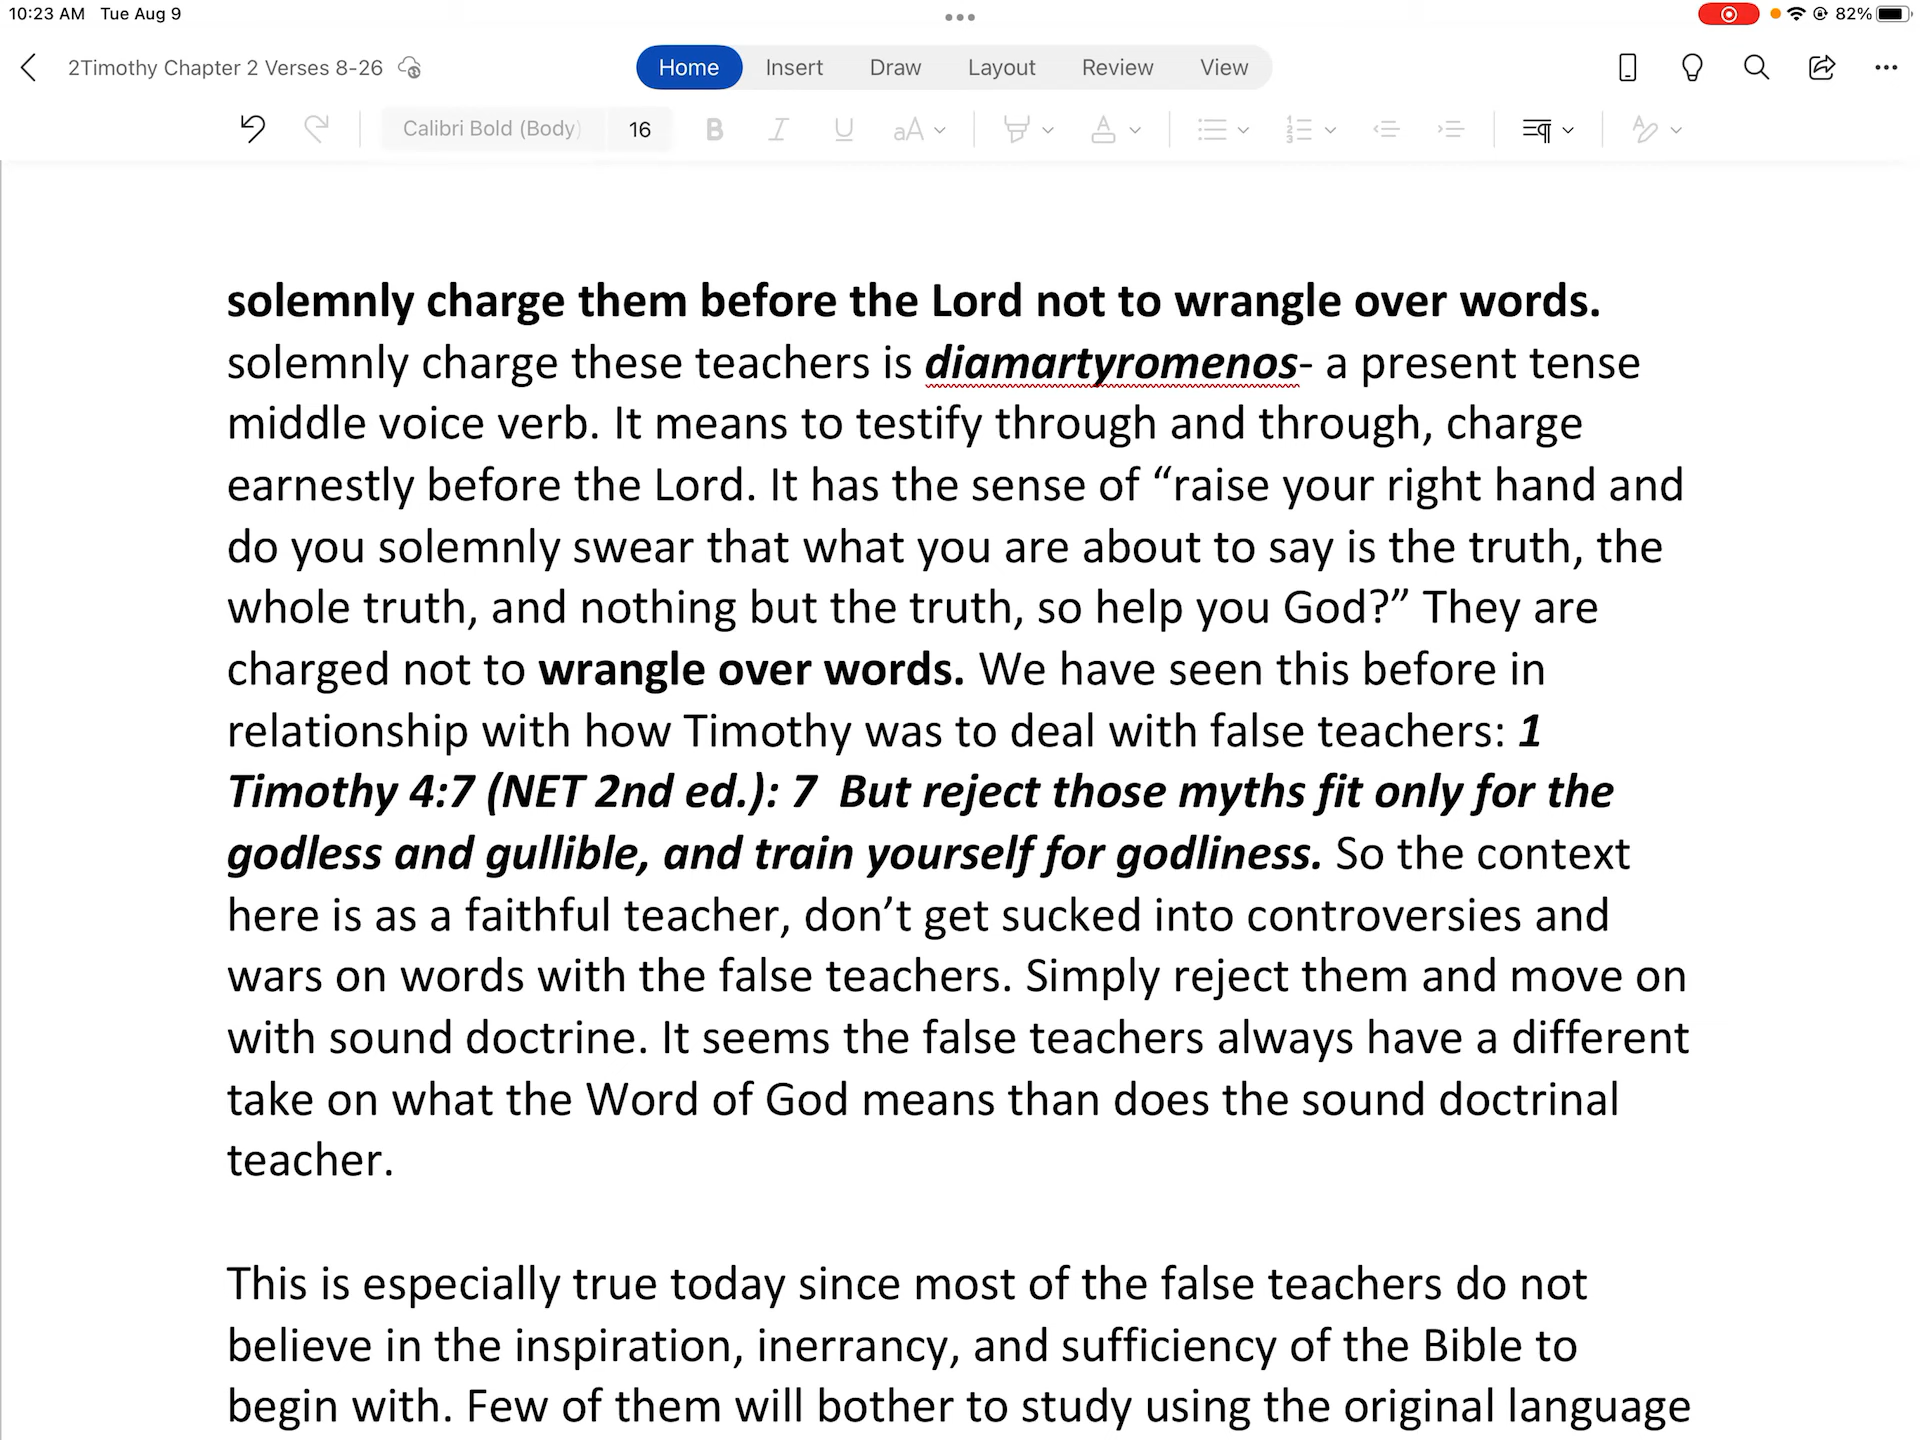 10:23 AM Tue Aug 9
82%
2Timothy Chapter 2 Verses 8-26
Home Insert Draw Layout Review View
Calibri Bold (Body) 16 B I U aA A
solemnly charge them before the Lord not to wrangle over words.
solemnly charge these teachers is diamartyromenos- a present tense
middle voice verb. It means to testify through and through, charge
earnestly before the Lord. It has the sense of “raise your right hand and
do you solemnly swear that what you are about to say is the truth, the
whole truth, and nothing but the truth, so help you God?” They are
charged not to wrangle over words. We have seen this before in
relationship with how Timothy was to deal with false teachers: 1
Timothy 4:7 (NET 2nd ed.): 7  But reject those myths fit only for the
godless and gullible, and train yourself for godliness. So the context
here is as a faithful teacher, don’t get sucked into controversies and
wars on words with the false teachers. Simply reject them and move on
with sound doctrine. It seems the false teachers always have a different
take on what the Word of God means than does the sound doctrinal
teacher.
This is especially true today since most of the false teachers do not
believe in the inspiration, inerrancy, and sufficiency of the Bible to
begin with. Few of them will bother to study using the original language